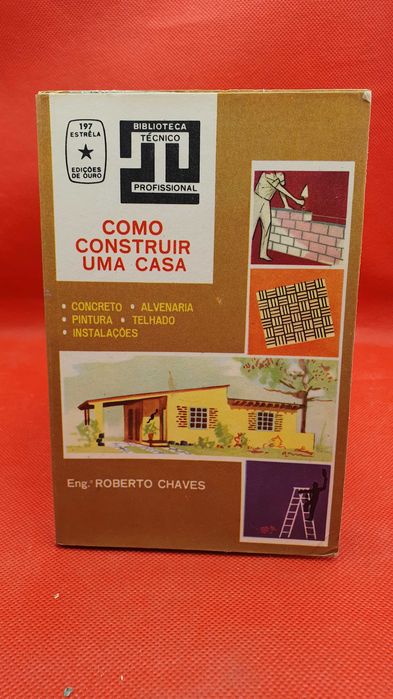 197
ESTRÊLA
EDIÇÕES
DE OURO
BIBLIOTECA
TÉCNICO
PROFISSIONAL
COMO
CONSTRUIR
UMA CASA
• CONCRETO • ALVENARIA
• PINTURA • TELHADO
• INSTALAÇÕES
Eng.º ROBERTO CHAVES